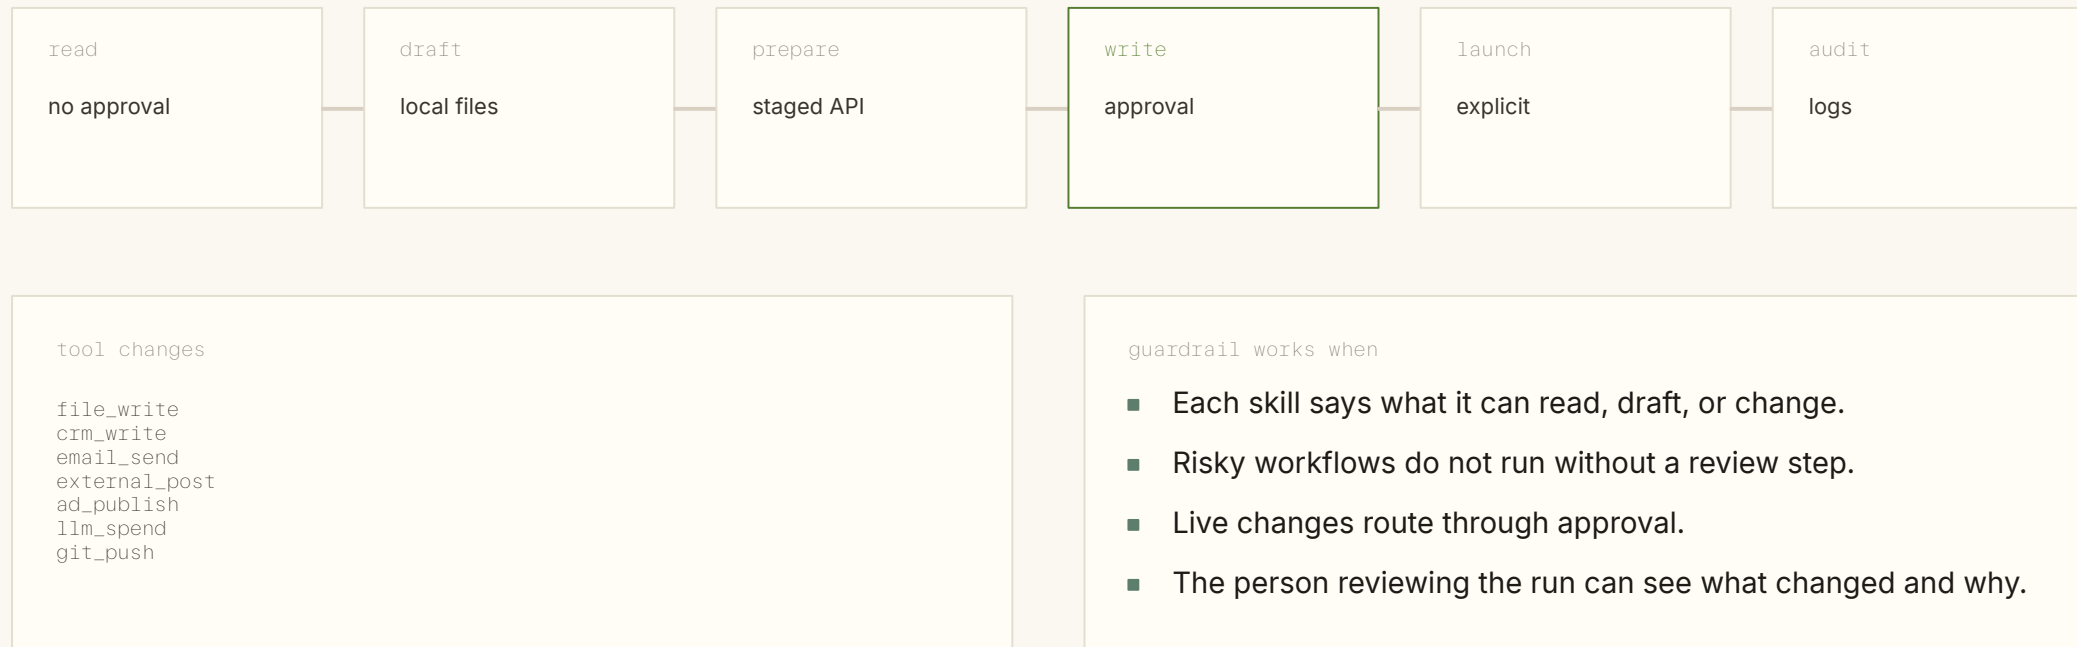 read
no approval
draft
local files
prepare
staged API
write
approval
launch
explicit
audit
logs
tool changes
file_write
crm_write
email_send
external_post
ad_publish
llm_spend
git_push
guardrail works when
Each skill says what it can read, draft, or change.
Risky workflows do not run without a review step.
Live changes route through approval.
The person reviewing the run can see what changed and why.